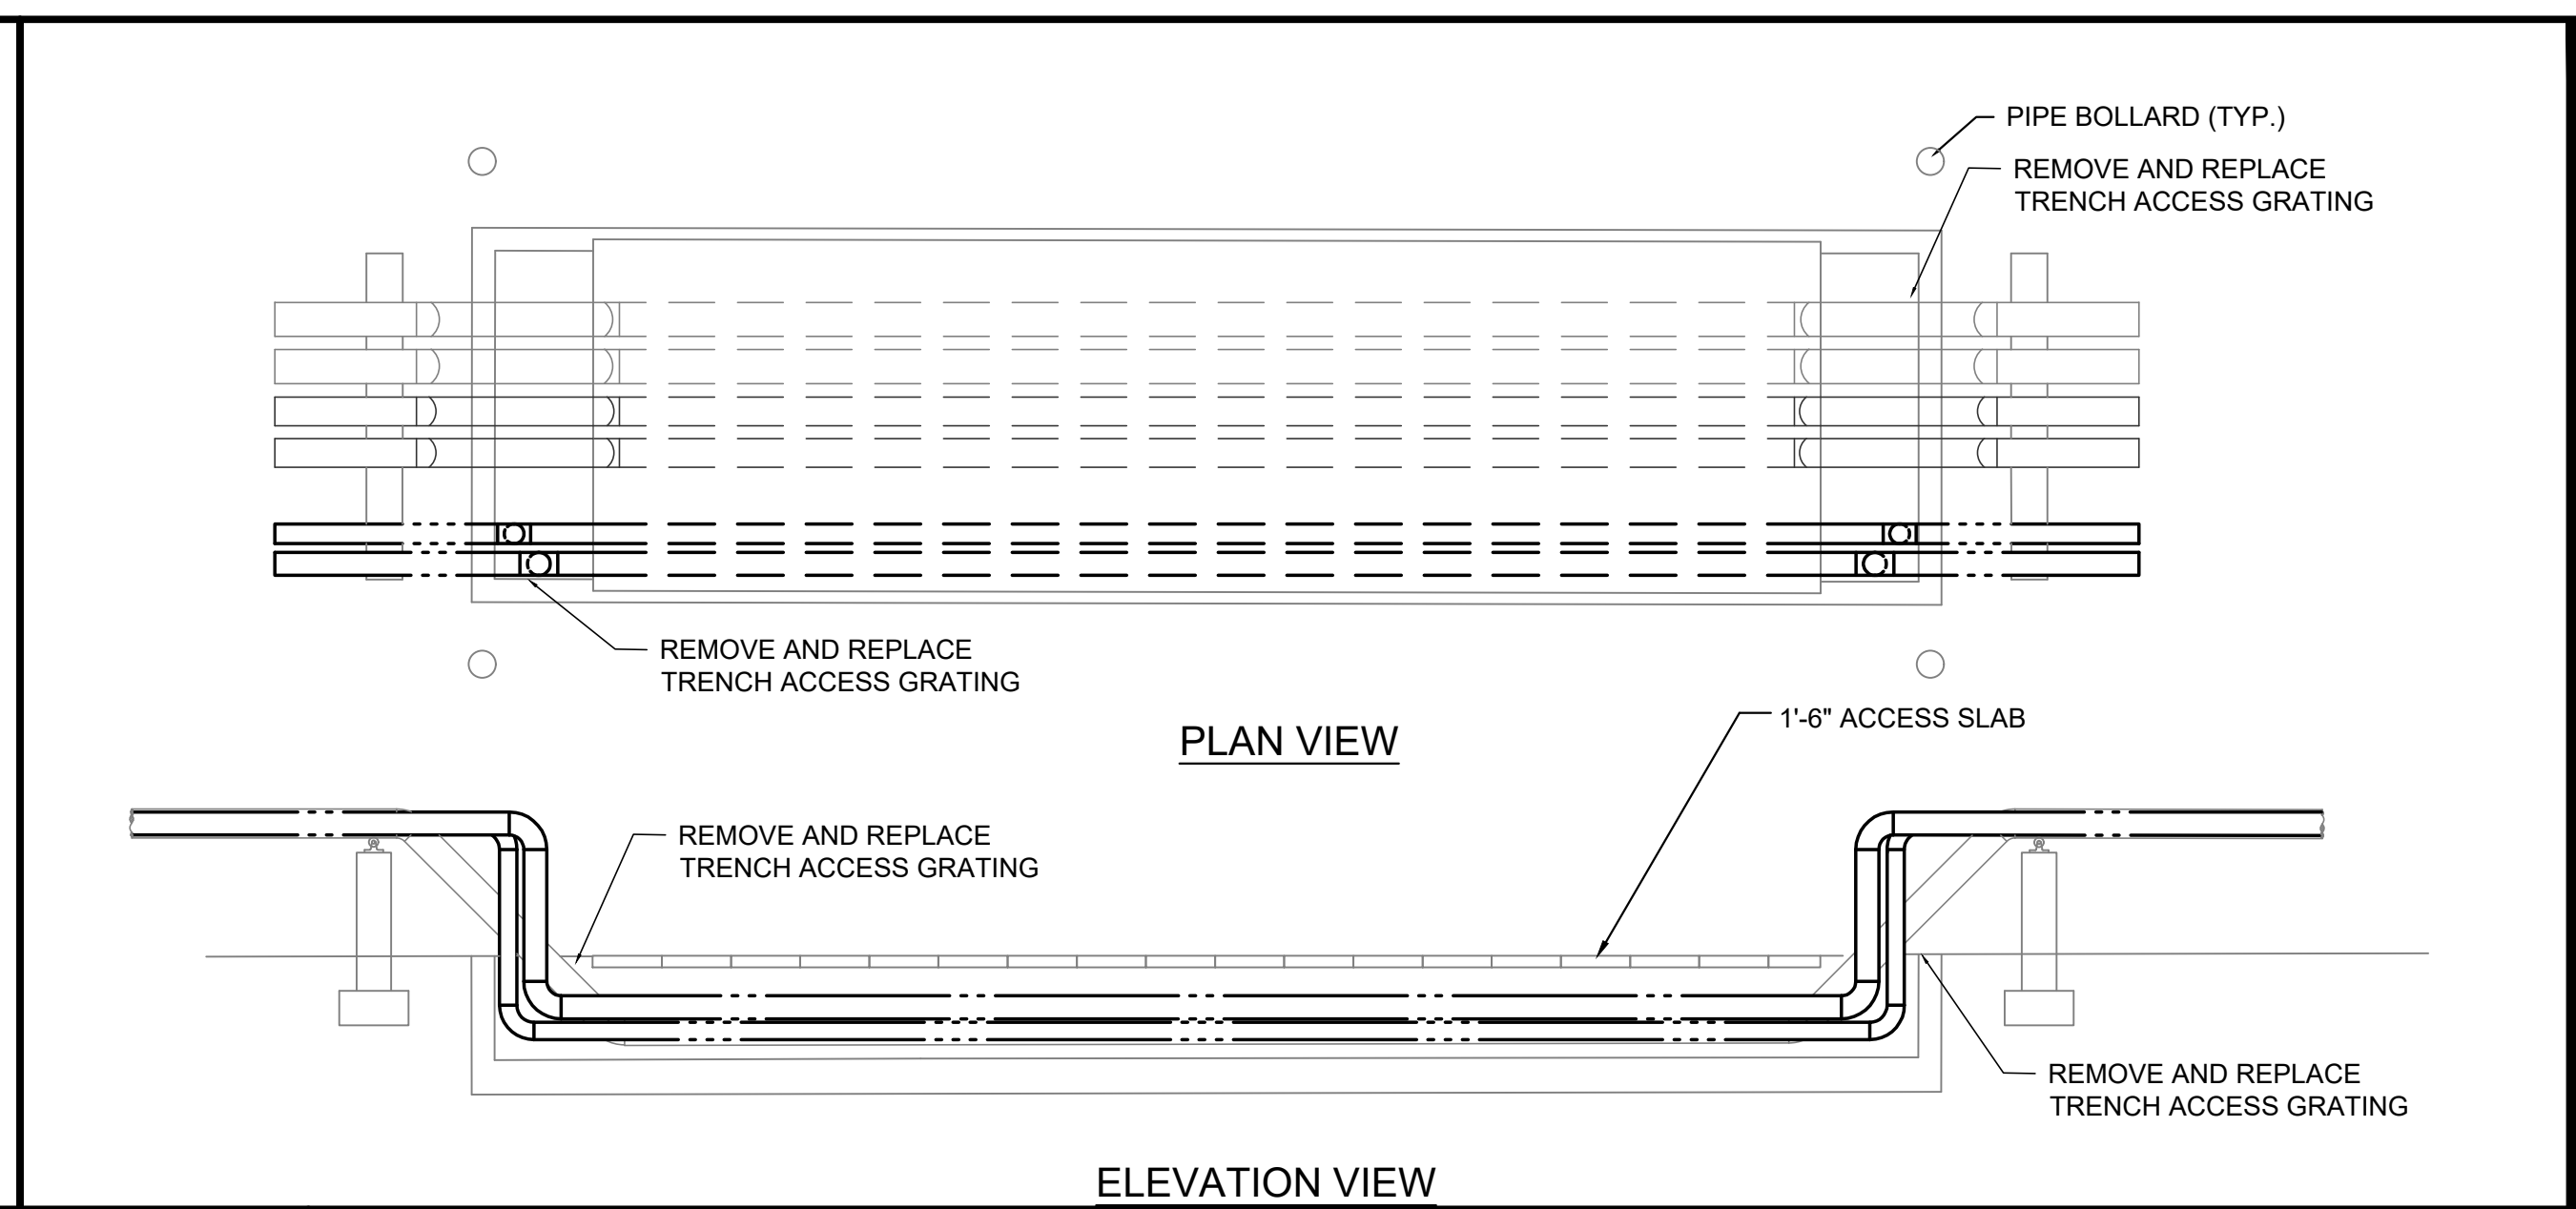 PIPE BOLLARD (TYP.)
REMOVE AND REPLACE
TRENCH ACCESS GRATING
REMOVE AND REPLACE
TRENCH ACCESS GRATING
PLAN VIEW
1'-6" ACCESS SLAB
REMOVE AND REPLACE
TRENCH ACCESS GRATING
REMOVE AND REPLACE
TRENCH ACCESS GRATING
ELEVATION VIEW